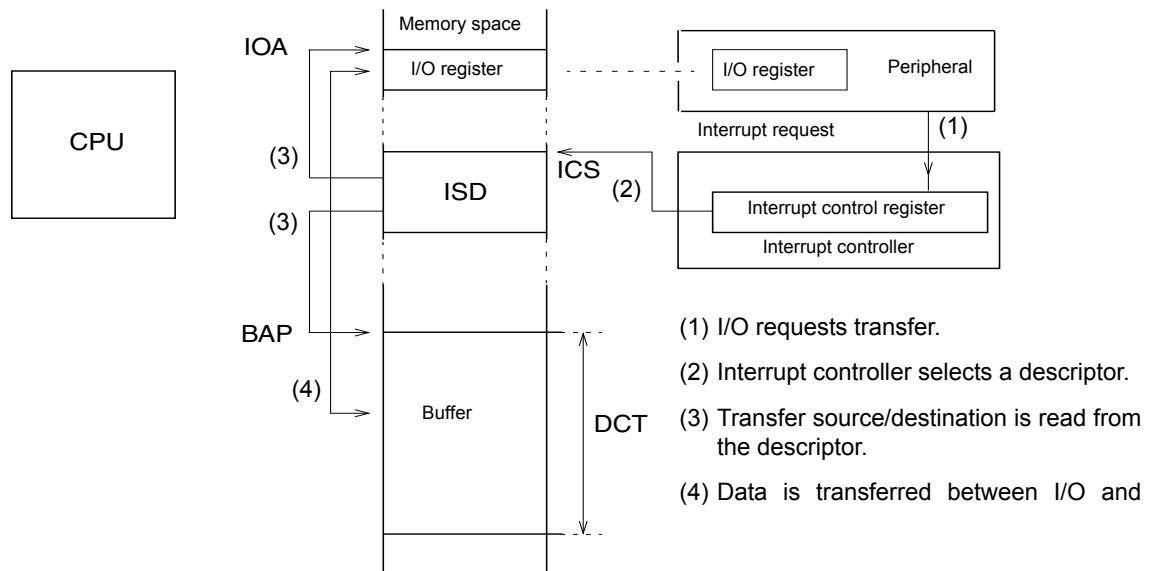 Memory space
IOA
I/O register
I/O register
Peripheral
CPU
Interrupt request
(1)
(3)
ISD
ICS
(2)
(3)
Interrupt control register
Interrupt controller
BAP
(4)
Buffer
DCT
(1) I/O requests transfer.
(2) Interrupt controller selects a descriptor.
(3) Transfer source/destination is read from
the descriptor.
(4) Data is transferred between I/O and